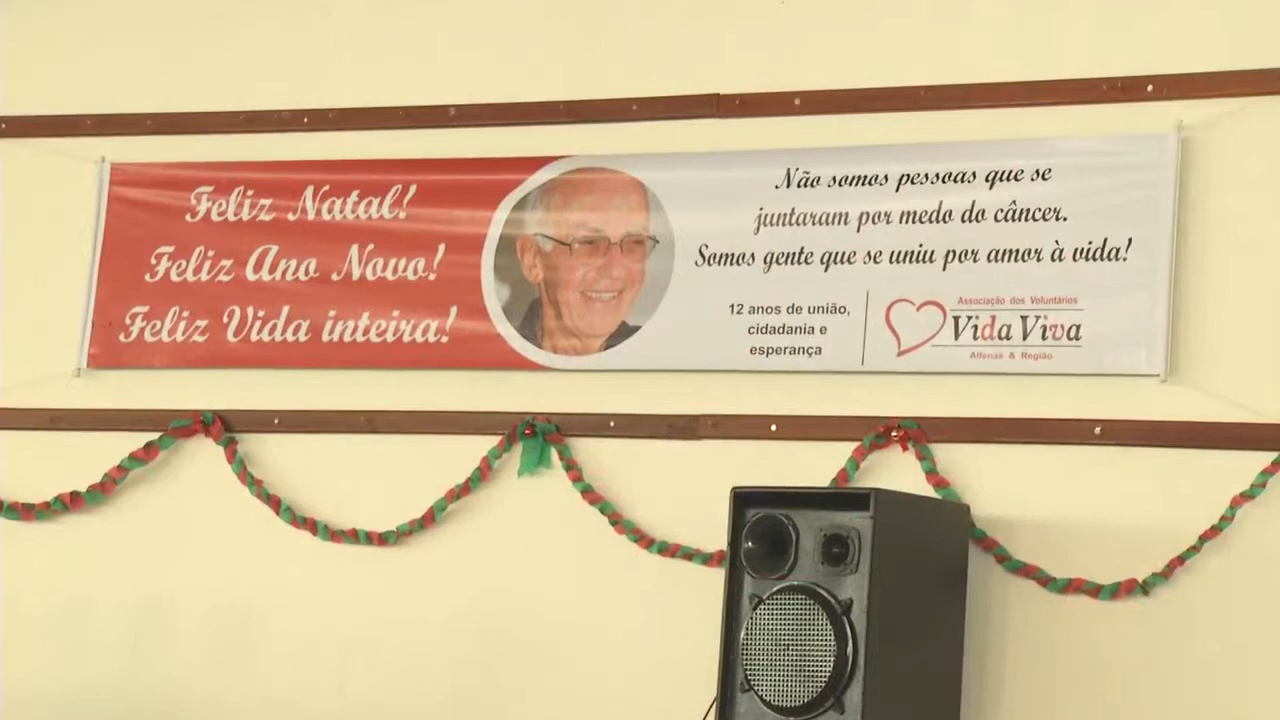 Feliz Natal!
Feliz Ano Novo!
Feliz Vida inteira!
Não somos pessoas que se
juntaram por medo do câncer.
Somos gente que se uniu por amor à vida!
12 anos de união,
cidadania e
esperança
Associação dos Voluntários
Vida Viva
Alfenas & Região